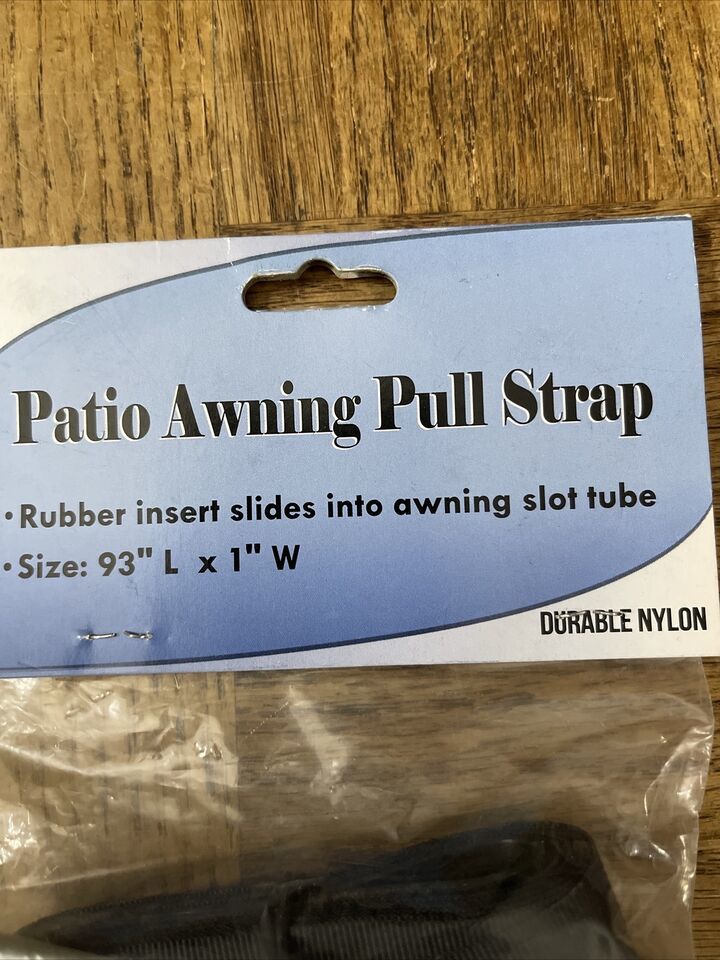 Patio Awning Pull Strap
• Rubber insert slides into awning slot tube
• Size: 93" L x 1" W
DURABLE NYLON